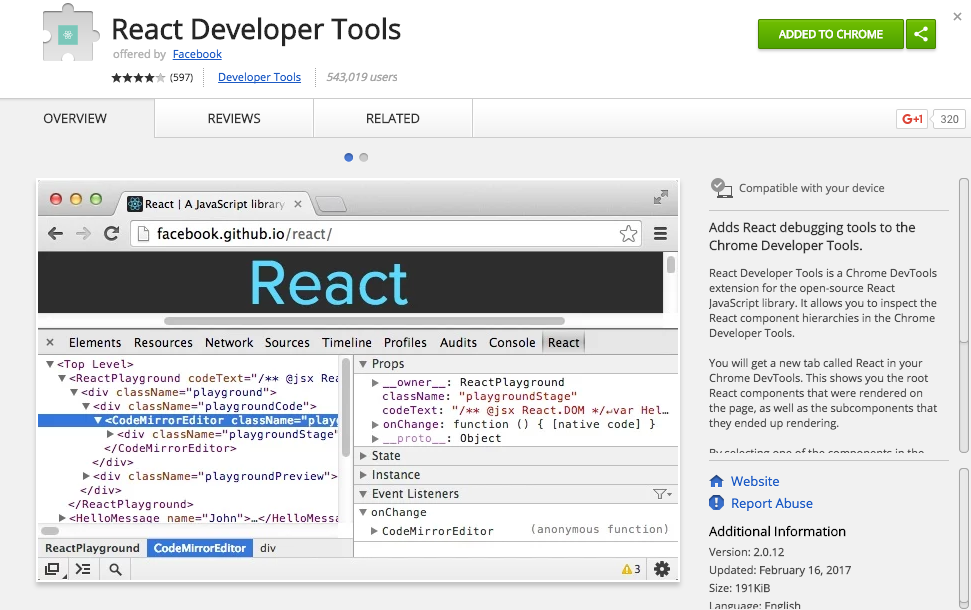 React Developer Tools
offered by Facebook
(597)
Developer Tools
543,019 users
ADDED TO CHROME
OVERVIEW
REVIEWS
RELATED
G+1
320
React | A JavaScript library
facebook.github.io/react/
React
Elements Resources Network Sources Timeline Profiles Audits Console React
▼<Top Level>
▼<ReactPlayground codeText="/** @jsx Rea
▼<div className="playground">
▼<div className="playgroundCode">
▼<CodeMirrorEditor className="play
▶<div className="playgroundStage"
</CodeMirrorEditor>
</div>
▶<div className="playgroundPreview">
</div>
</ReactPlayground>
▶<HelloMessage name="John">…</HelloMessa
ReactPlayground CodeMirrorEditor div
▼ Props
▶ __owner__: ReactPlayground
className: "playgroundStage"
codeText: "/** @jsx React.DOM */↵var Hel…
▶ onChange: function () { [native code] }
▶ __proto__: Object
▶ State
▶ Instance
▼ Event Listeners
▼ onChange
▶ CodeMirrorEditor (anonymous function)
3
Compatible with your device
Adds React debugging tools to the
Chrome Developer Tools.
React Developer Tools is a Chrome DevTools
extension for the open-source React
JavaScript library. It allows you to inspect the
React component hierarchies in the Chrome
Developer Tools.
You will get a new tab called React in your
Chrome DevTools. This shows you the root
React components that were rendered on
the page, as well as the subcomponents that
they ended up rendering.
By selecting one of the components in the
Website
Report Abuse
Additional Information
Version: 2.0.12
Updated: February 16, 2017
Size: 191KiB
Language: English